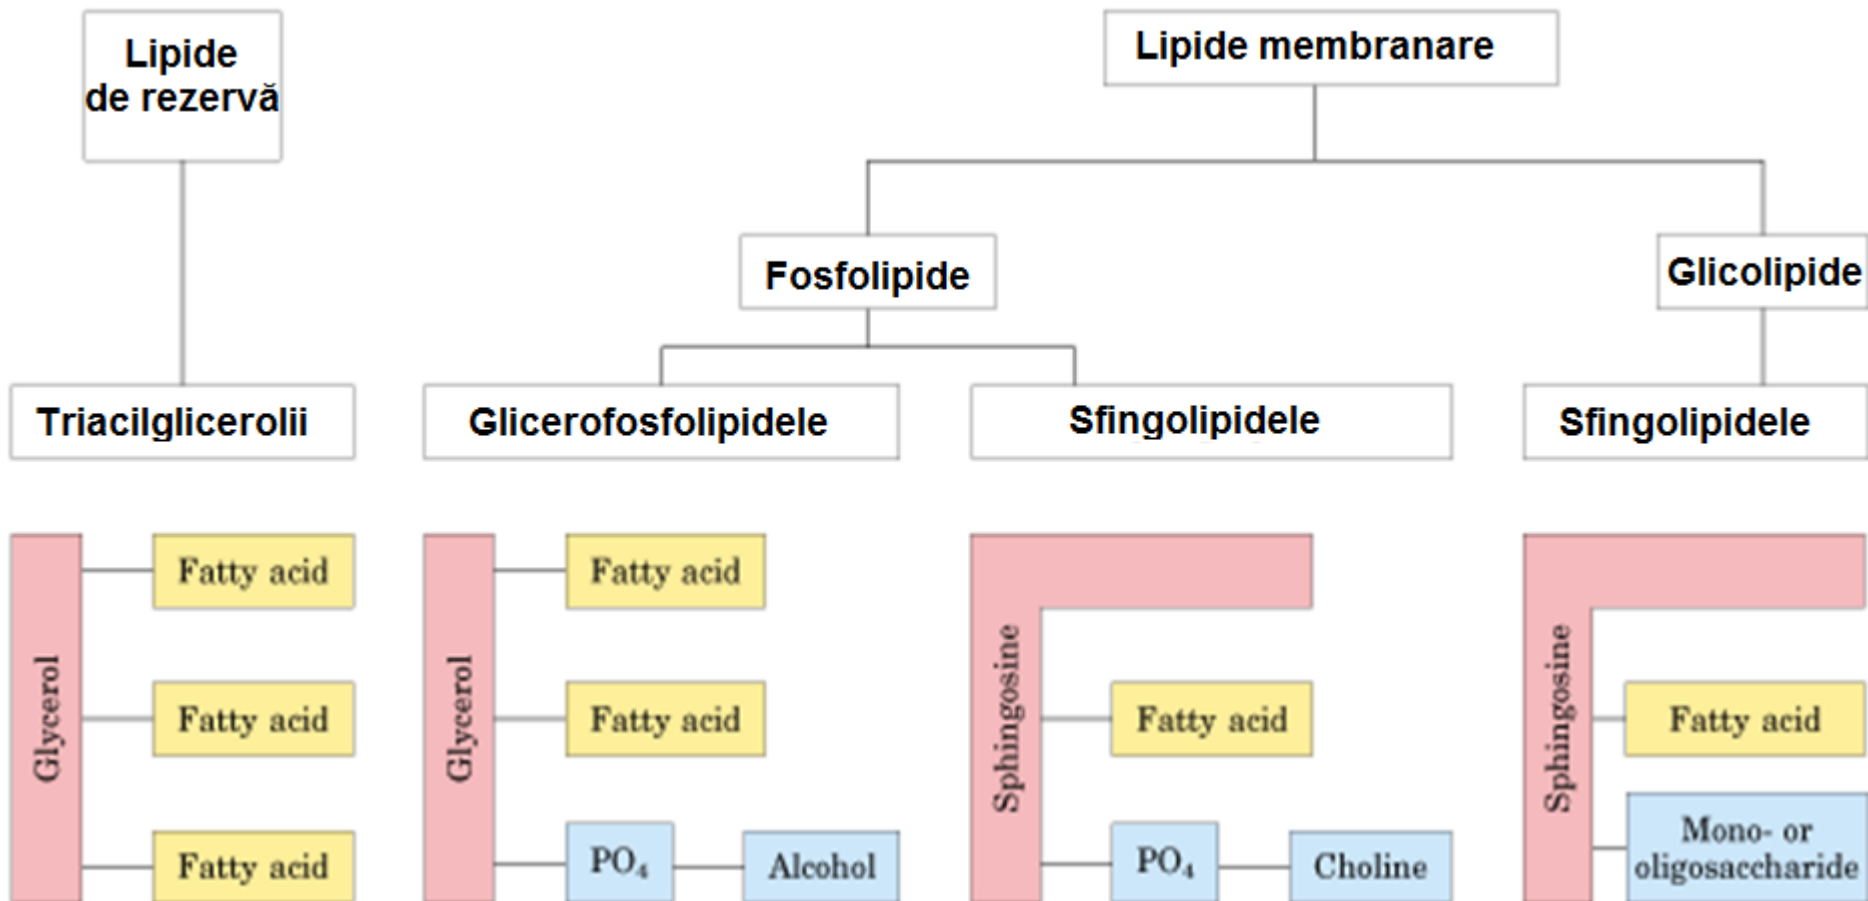 Lipide
de rezervă
Lipide membranare
Fosfolipide
Glicolipide
Triacilglicerolii
Glicerofosfolipidele
Sfingolipidele
Sfingolipidele
Glycerol
Fatty acid
Fatty acid
Fatty acid
Glycerol
Fatty acid
Fatty acid
PO₄
Alcohol
Sphingosine
Fatty acid
PO₄
Choline
Sphingosine
Fatty acid
Mono- or
oligosaccharide